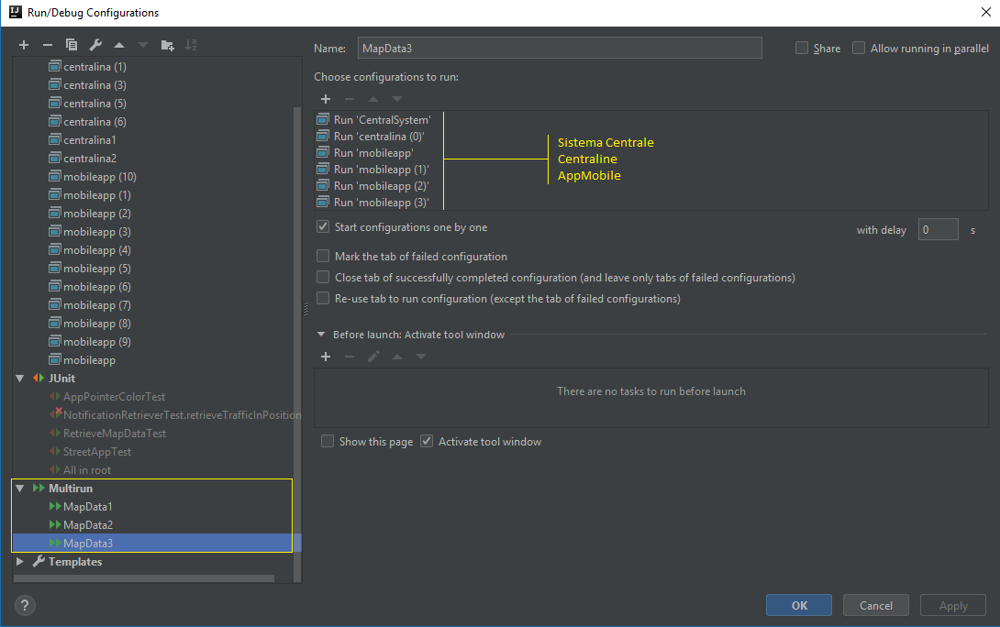 IJ
Run/Debug Configurations
centralina (1)
centralina (3)
centralina (5)
centralina (6)
centralina1
centralina2
mobileapp (10)
mobileapp (1)
mobileapp (2)
mobileapp (3)
mobileapp (4)
mobileapp (5)
mobileapp (6)
mobileapp (7)
mobileapp (8)
mobileapp (9)
mobileapp
JUnit
AppPointerColorTest
NotificationRetrieverTest.retrieveTrafficInPosition
RetrieveMapDataTest
StreetAppTest
All in root
Multirun
MapData1
MapData2
MapData3
Templates
?
Name: MapData3
Share
Allow running in parallel
Choose configurations to run:
Run 'CentralSystem'
Run 'centralina (0)'
Run 'mobileapp'
Run 'mobileapp (1)'
Run 'mobileapp (2)'
Run 'mobileapp (3)'
Sistema Centrale
Centraline
AppMobile
Start configurations one by one
with delay 0 s
Mark the tab of failed configuration
Close tab of successfully completed configuration (and leave only tabs of failed configurations)
Re-use tab to run configuration (except the tab of failed configurations)
Before launch: Activate tool window
There are no tasks to run before launch
Show this page
Activate tool window
OK
Cancel
Apply